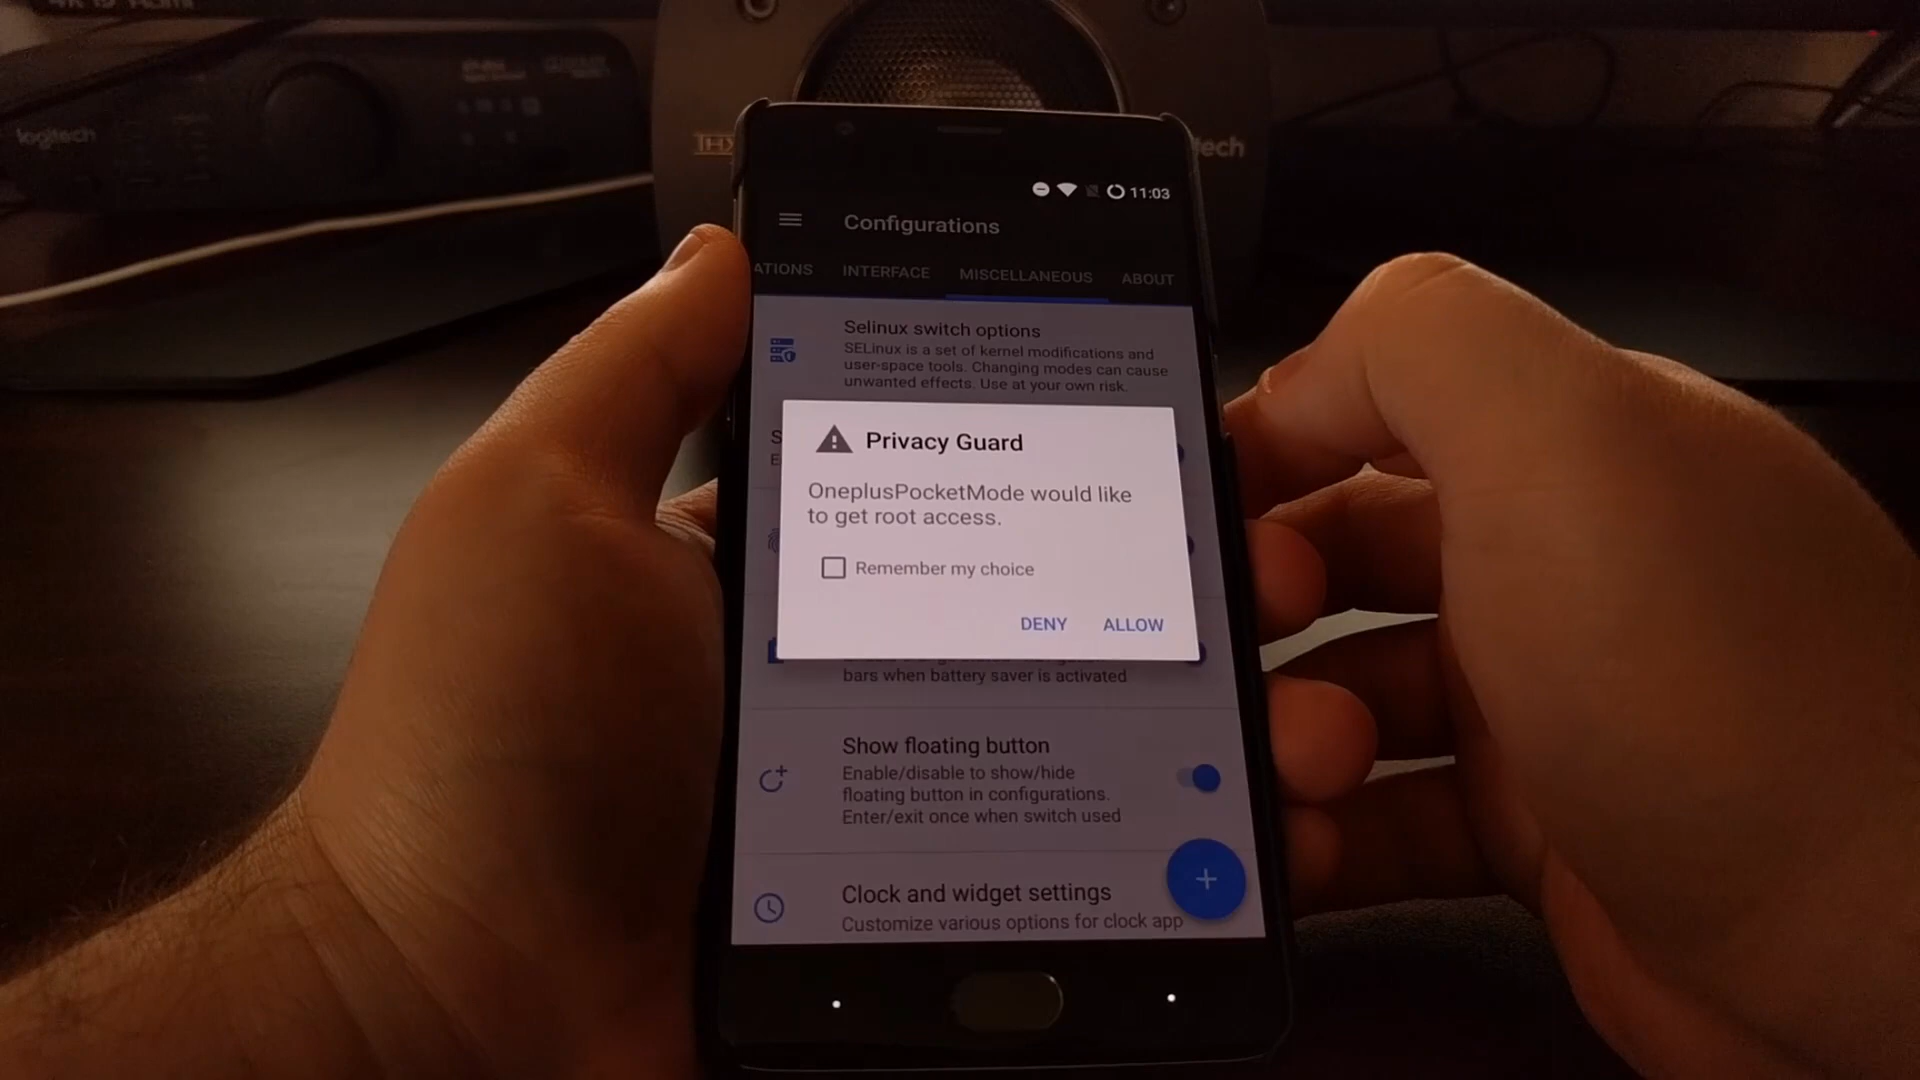 logitech
THX
tech
11:03
Configurations
ATIONS INTERFACE MISCELLANEOUS ABOUT
Selinux switch options
SELinux is a set of kernel modifications and
user-space tools. Changing modes can cause
unwanted effects. Use at your own risk.
S
E
Privacy Guard
OneplusPocketMode would like
to get root access.
Remember my choice
DENY ALLOW
bars when battery saver is activated
Show floating button
Enable/disable to show/hide
floating button in configurations.
Enter/exit once when switch used
Clock and widget settings
Customize various options for clock app